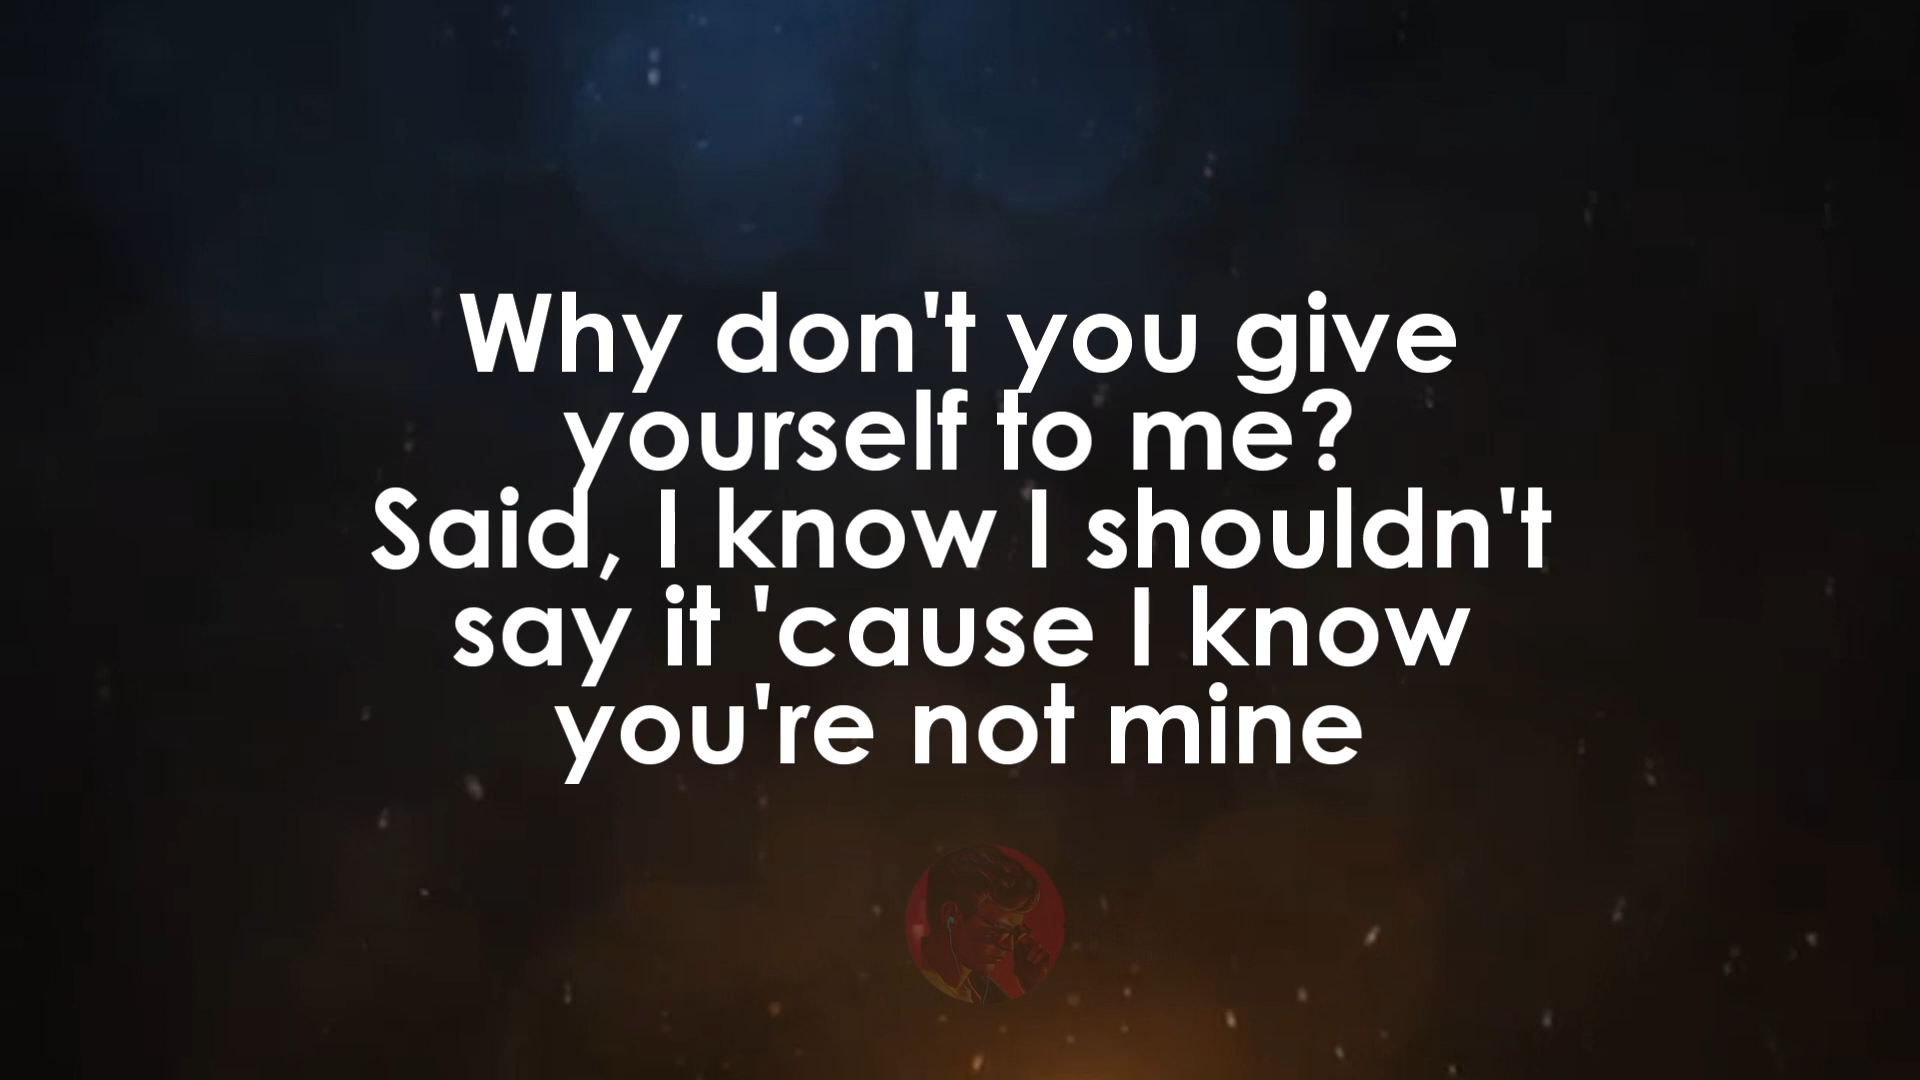 Why don't you give
yourself to me?
Said, I know I shouldn't
say it 'cause I know
you're not mine